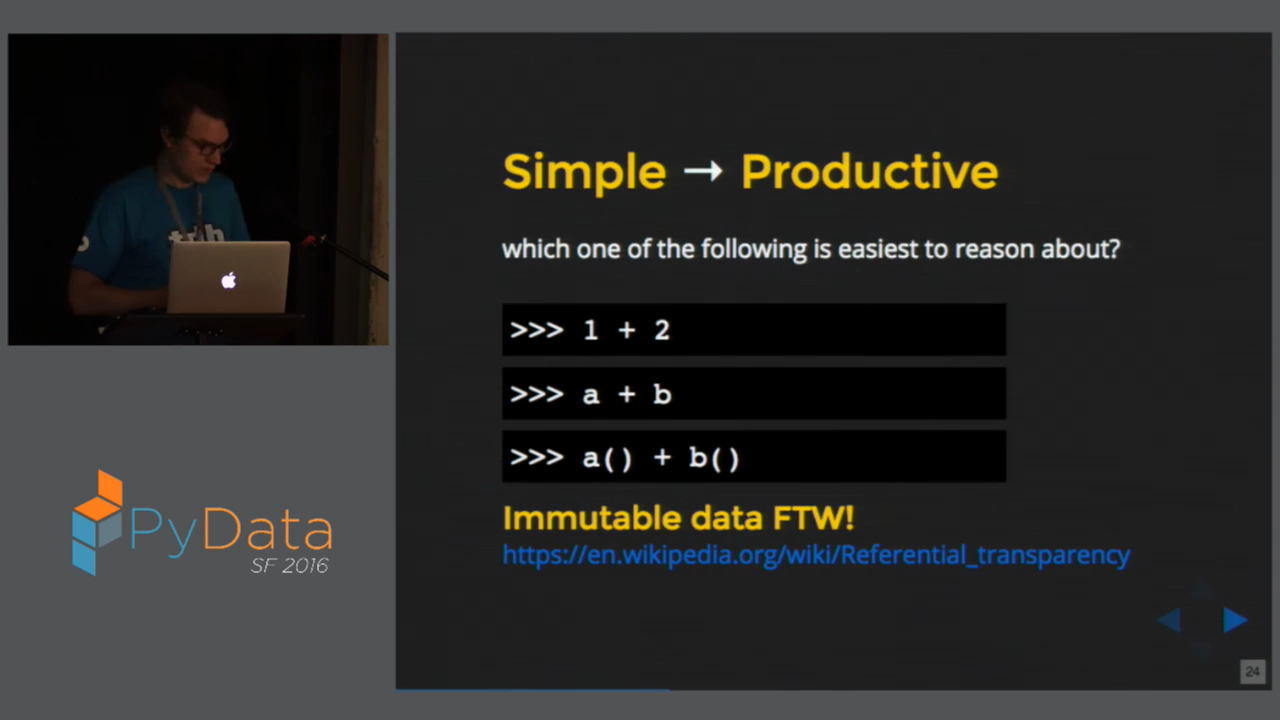 Simple → Productive
which one of the following is easiest to reason about?
>>> 1 + 2
>>> a + b
>>> a() + b()
Immutable data FTW!
https://en.wikipedia.org/wiki/Referential_transparency
24
PyData
SF 2016